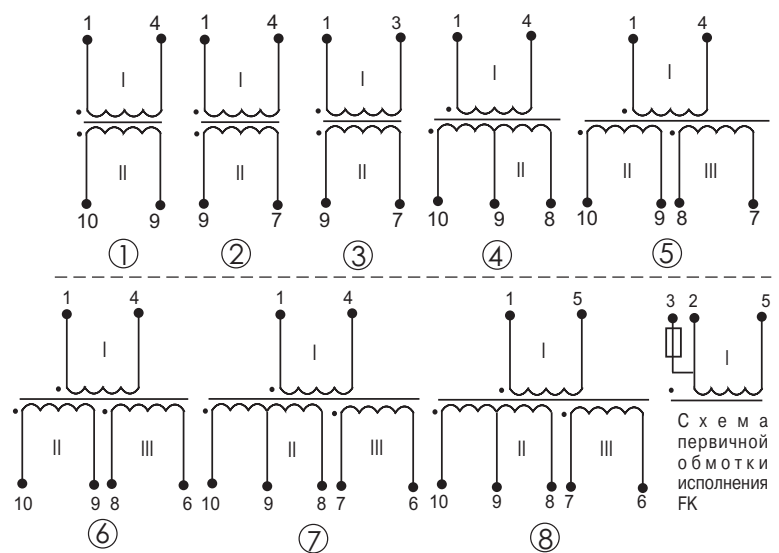 1 4 1 4 1 3 1 4 1 4
I I I I I
II II II II II III
10 9 9 7 9 7 10 9 8 10 9 8 7
① ② ③ ④ ⑤
1 4 1 4 1 5 3 2 5
I I I I
II III II III II III
10 9 8 6 10 9 8 7 6 10 9 8 7 6
⑥ ⑦ ⑧
Схема
первичной
обмотки
исполнения
FK